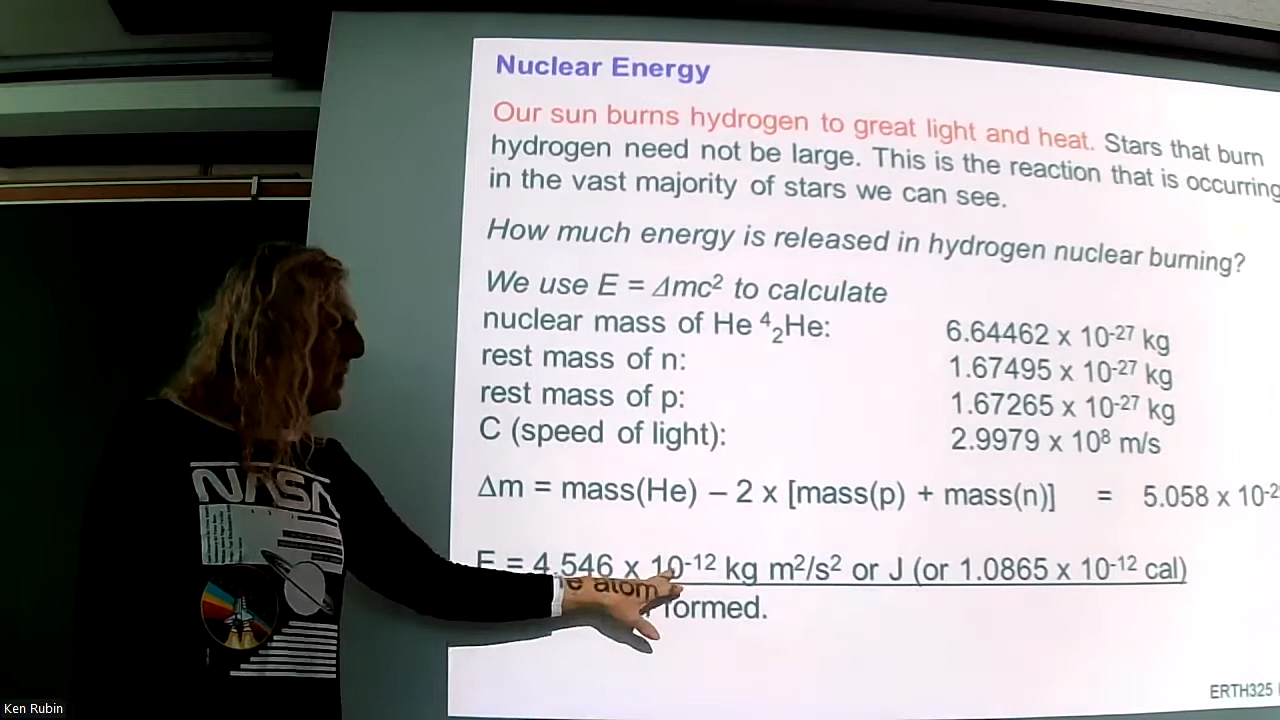 Nuclear Energy
Our sun burns hydrogen to great light and heat. Stars that burn
hydrogen need not be large. This is the reaction that is occurring
in the vast majority of stars we can see.
How much energy is released in hydrogen nuclear burning?
We use E = Δmc² to calculate
nuclear mass of He ⁴₂He: 6.64462 x 10⁻²⁷ kg
rest mass of n: 1.67495 x 10⁻²⁷ kg
rest mass of p: 1.67265 x 10⁻²⁷ kg
C (speed of light): 2.9979 x 10⁸ m/s
Δm = mass(He) – 2 x [mass(p) + mass(n)] = 5.058 x 10⁻²
E = 4.546 x 10⁻¹² kg m²/s² or J (or 1.0865 x 10⁻¹² cal)
atom
formed.
NASA
ERTH325
Ken Rubin